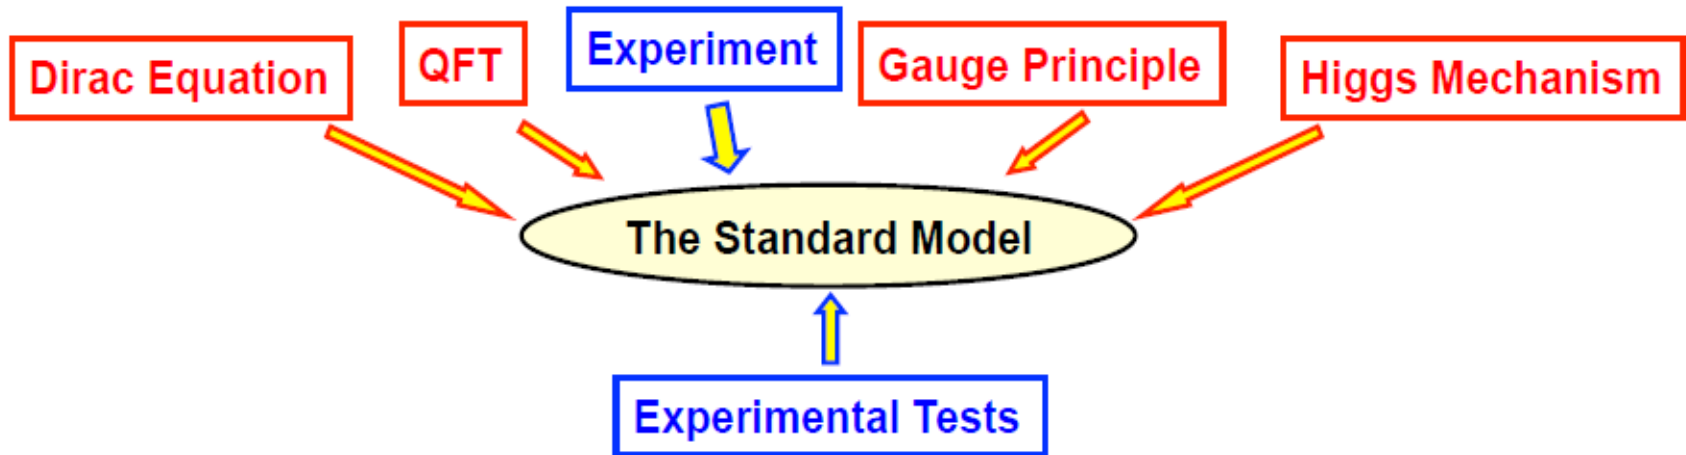 Dirac Equation
QFT
Experiment
Gauge Principle
Higgs Mechanism
The Standard Model
Experimental Tests